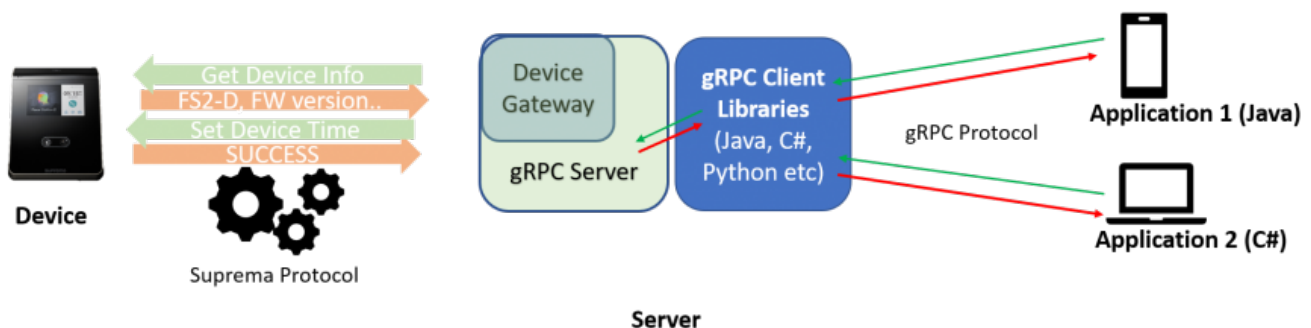 Get Device Info
FS2-D, FW version..
Set Device Time
SUCCESS
Device
Suprema Protocol
Device
Gateway
gRPC Server
gRPC Client
Libraries
(Java, C#,
Python etc)
gRPC Protocol
Application 1 (Java)
Application 2 (C#)
Server